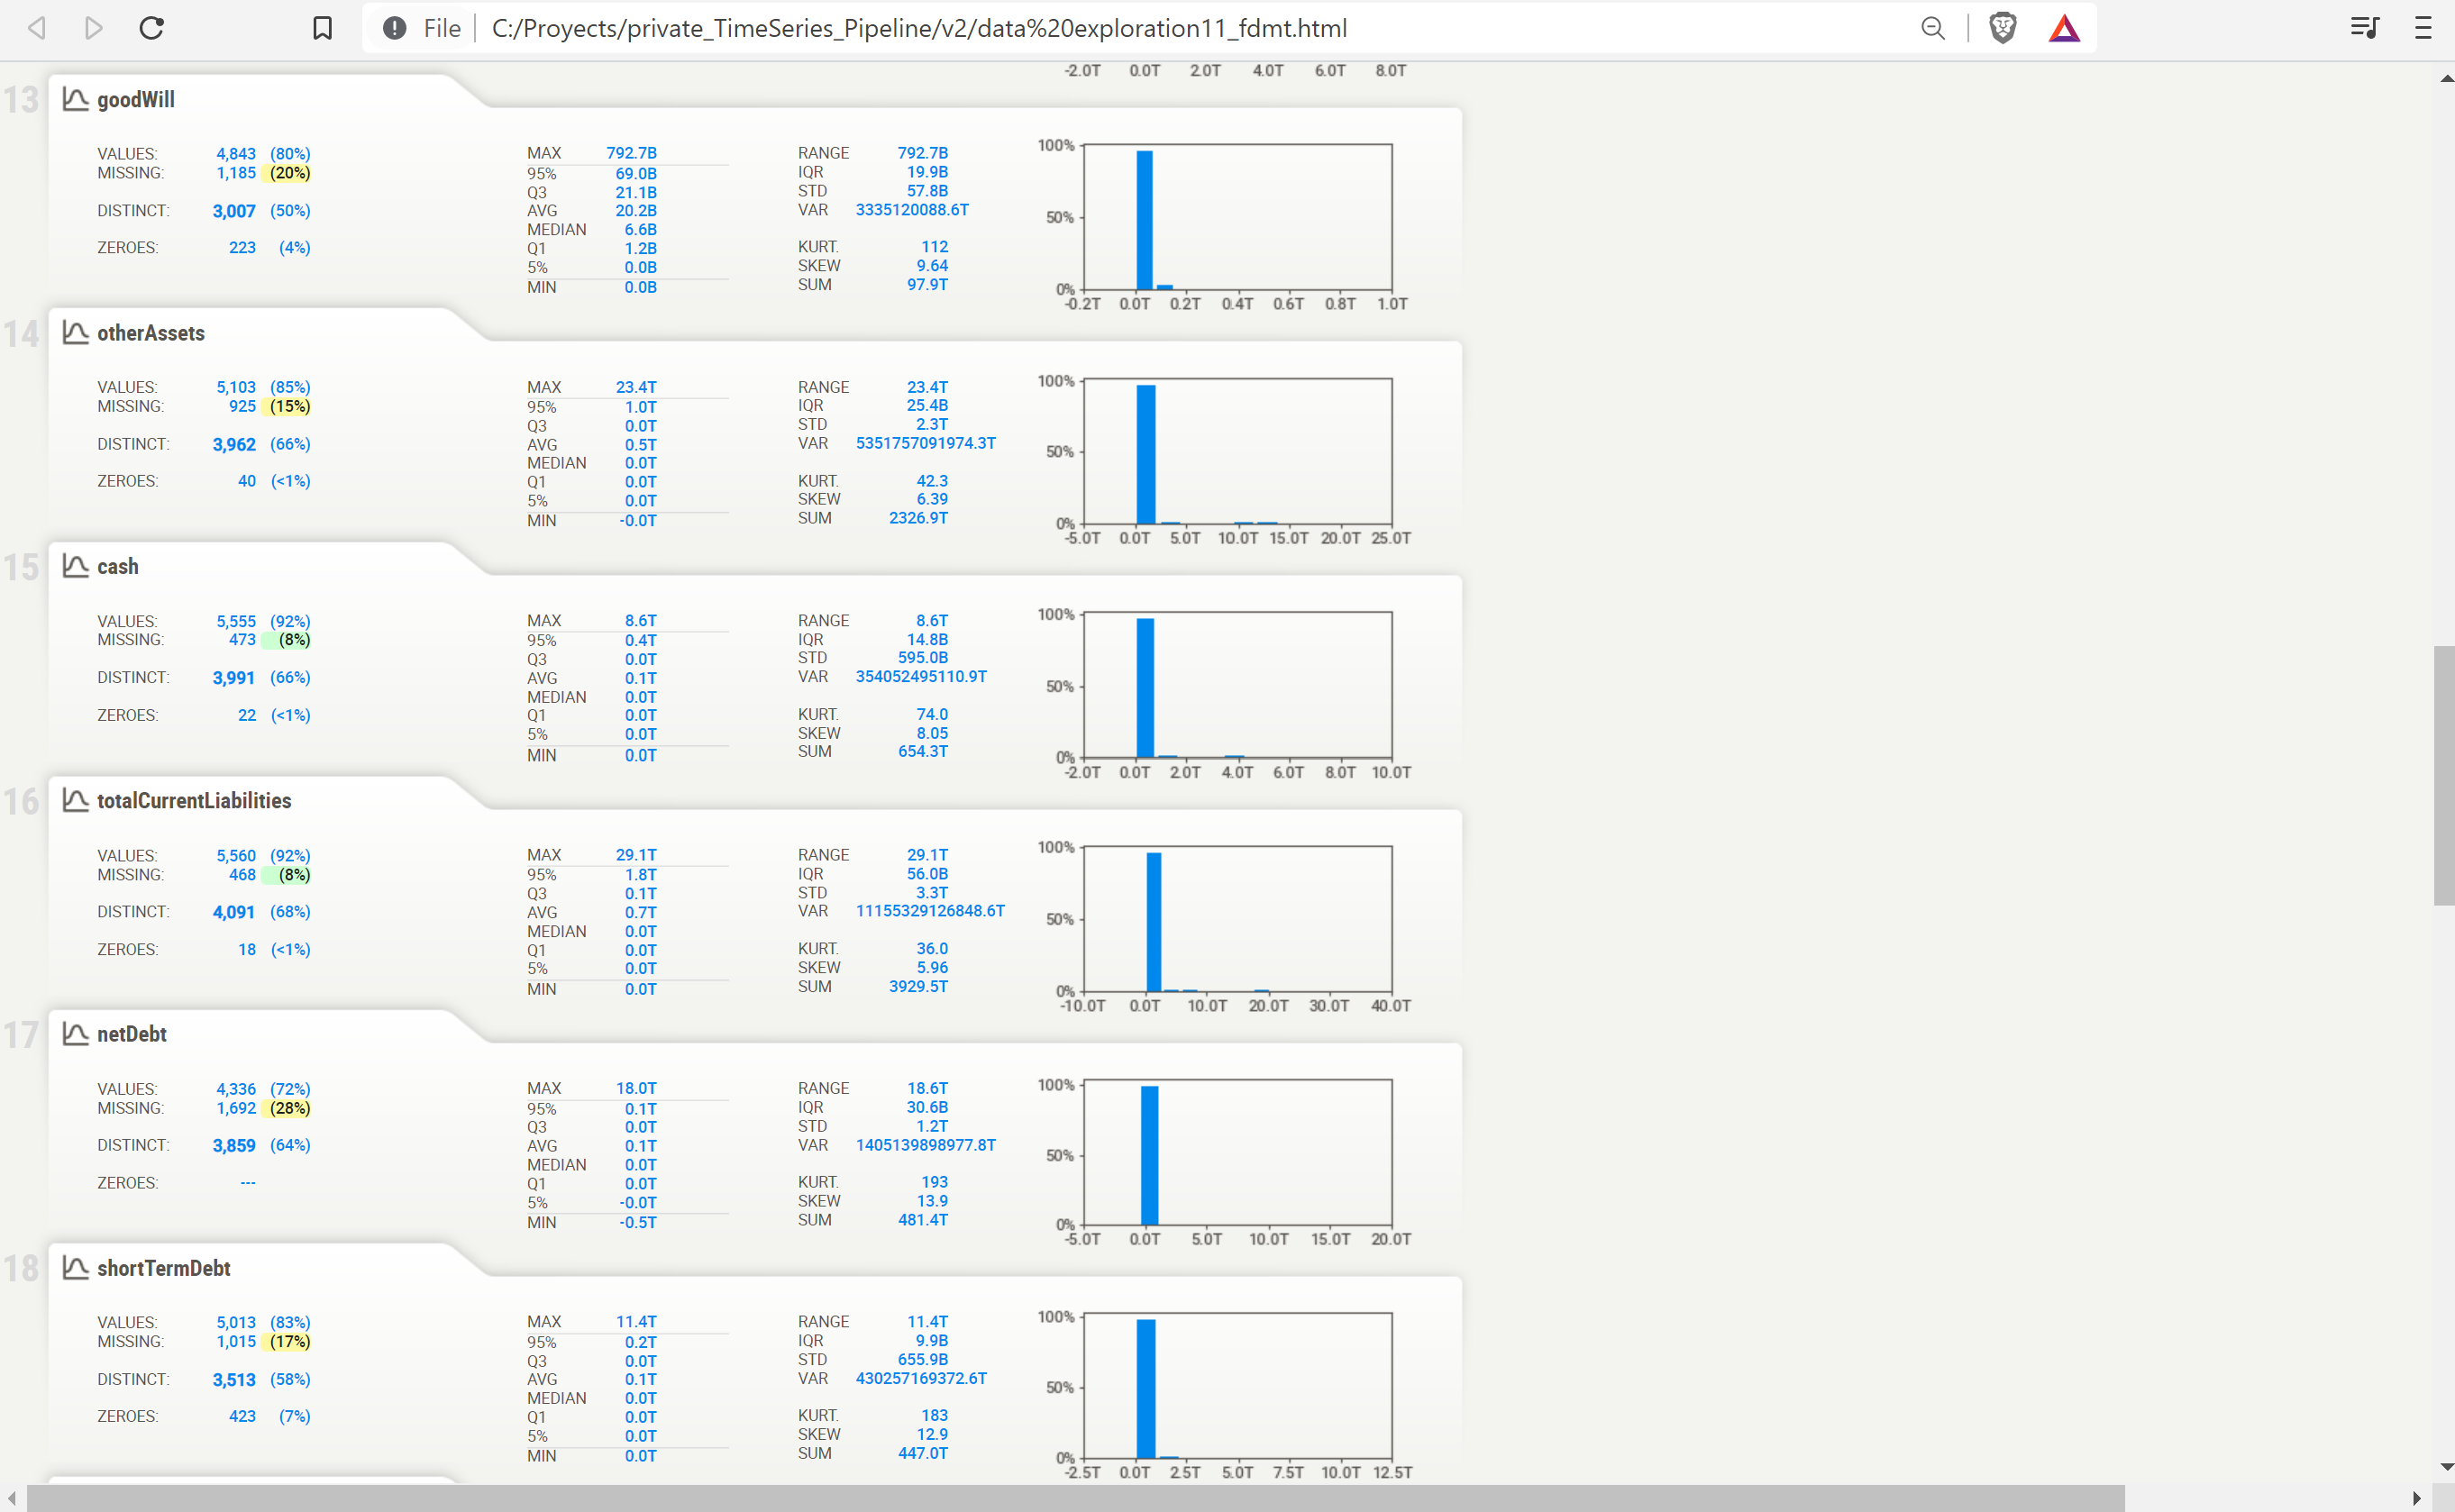 File C:/Proyects/private_TimeSeries_Pipeline/v2/data%20exploration11_fdmt.html
-2.0T 0.0T 2.0T 4.0T 6.0T 8.0T
13 goodWill
VALUES: 4,843 (80%)
MISSING: 1,185 (20%)
DISTINCT: 3,007 (50%)
ZEROES: 223 (4%)
MAX 792.7B
95% 69.0B
Q3 21.1B
AVG 20.2B
MEDIAN 6.6B
Q1 1.2B
5% 0.0B
MIN 0.0B
RANGE 792.7B
IQR 19.9B
STD 57.8B
VAR 3335120088.6T
KURT. 112
SKEW 9.64
SUM 97.9T
100%
50%
0%
-0.2T 0.0T 0.2T 0.4T 0.6T 0.8T 1.0T
14 otherAssets
VALUES: 5,103 (85%)
MISSING: 925 (15%)
DISTINCT: 3,962 (66%)
ZEROES: 40 (<1%)
MAX 23.4T
95% 1.0T
Q3 0.0T
AVG 0.5T
MEDIAN 0.0T
Q1 0.0T
5% 0.0T
MIN -0.0T
RANGE 23.4T
IQR 25.4B
STD 2.3T
VAR 5351757091974.3T
KURT. 42.3
SKEW 6.39
SUM 2326.9T
100%
50%
0%
-5.0T 0.0T 5.0T 10.0T 15.0T 20.0T 25.0T
15 cash
VALUES: 5,555 (92%)
MISSING: 473 (8%)
DISTINCT: 3,991 (66%)
ZEROES: 22 (<1%)
MAX 8.6T
95% 0.4T
Q3 0.0T
AVG 0.1T
MEDIAN 0.0T
Q1 0.0T
5% 0.0T
MIN 0.0T
RANGE 8.6T
IQR 14.8B
STD 595.0B
VAR 354052495110.9T
KURT. 74.0
SKEW 8.05
SUM 654.3T
100%
50%
0%
-2.0T 0.0T 2.0T 4.0T 6.0T 8.0T 10.0T
16 totalCurrentLiabilities
VALUES: 5,560 (92%)
MISSING: 468 (8%)
DISTINCT: 4,091 (68%)
ZEROES: 18 (<1%)
MAX 29.1T
95% 1.8T
Q3 0.1T
AVG 0.7T
MEDIAN 0.0T
Q1 0.0T
5% 0.0T
MIN 0.0T
RANGE 29.1T
IQR 56.0B
STD 3.3T
VAR 11155329126848.6T
KURT. 36.0
SKEW 5.96
SUM 3929.5T
100%
50%
0%
-10.0T 0.0T 10.0T 20.0T 30.0T 40.0T
17 netDebt
VALUES: 4,336 (72%)
MISSING: 1,692 (28%)
DISTINCT: 3,859 (64%)
ZEROES: ---
MAX 18.0T
95% 0.1T
Q3 0.0T
AVG 0.1T
MEDIAN 0.0T
Q1 0.0T
5% -0.0T
MIN -0.5T
RANGE 18.6T
IQR 30.6B
STD 1.2T
VAR 1405139898977.8T
KURT. 193
SKEW 13.9
SUM 481.4T
100%
50%
0%
-5.0T 0.0T 5.0T 10.0T 15.0T 20.0T
18 shortTermDebt
VALUES: 5,013 (83%)
MISSING: 1,015 (17%)
DISTINCT: 3,513 (58%)
ZEROES: 423 (7%)
MAX 11.4T
95% 0.2T
Q3 0.0T
AVG 0.1T
MEDIAN 0.0T
Q1 0.0T
5% 0.0T
MIN 0.0T
RANGE 11.4T
IQR 9.9B
STD 655.9B
VAR 430257169372.6T
KURT. 183
SKEW 12.9
SUM 447.0T
100%
50%
0%
-2.5T 0.0T 2.5T 5.0T 7.5T 10.0T 12.5T